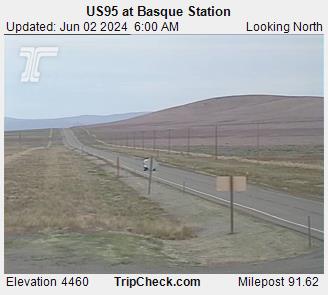 US95 at Basque Station
Updated: Jun 02 2024 6:00 AM Looking North
Elevation 4460 TripCheck.com Milepost 91.62